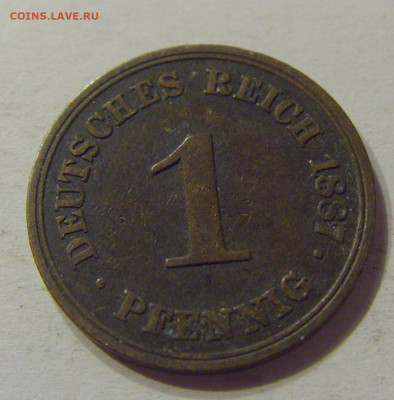 COINS.LAVE.RU
DEUTSCHES REICH 1887
1
PFENNIG